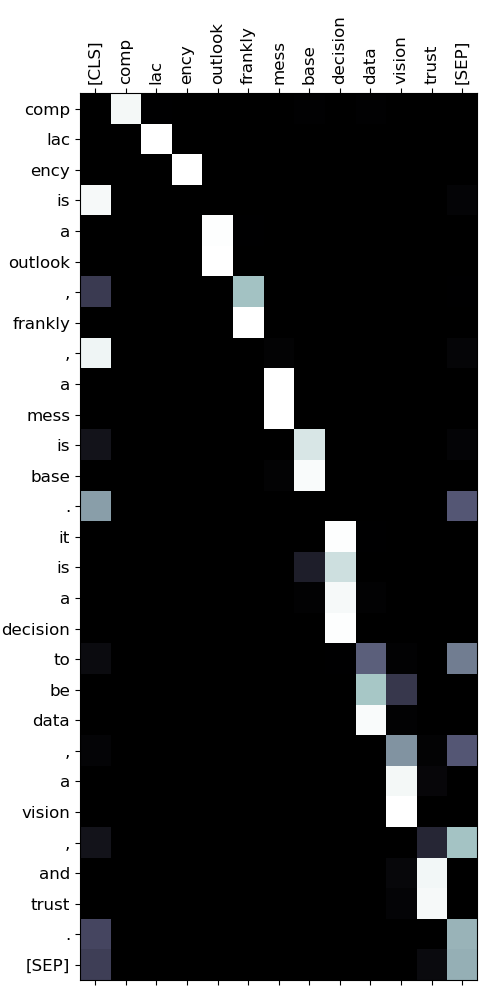 [CLS]
comp
lac
ency
outlook
frankly
mess
base
decision
data
vision
trust
[SEP]
comp
lac
ency
is
a
outlook
,
frankly
,
a
mess
is
base
.
it
is
a
decision
to
be
data
,
a
vision
,
and
trust
.
[SEP]